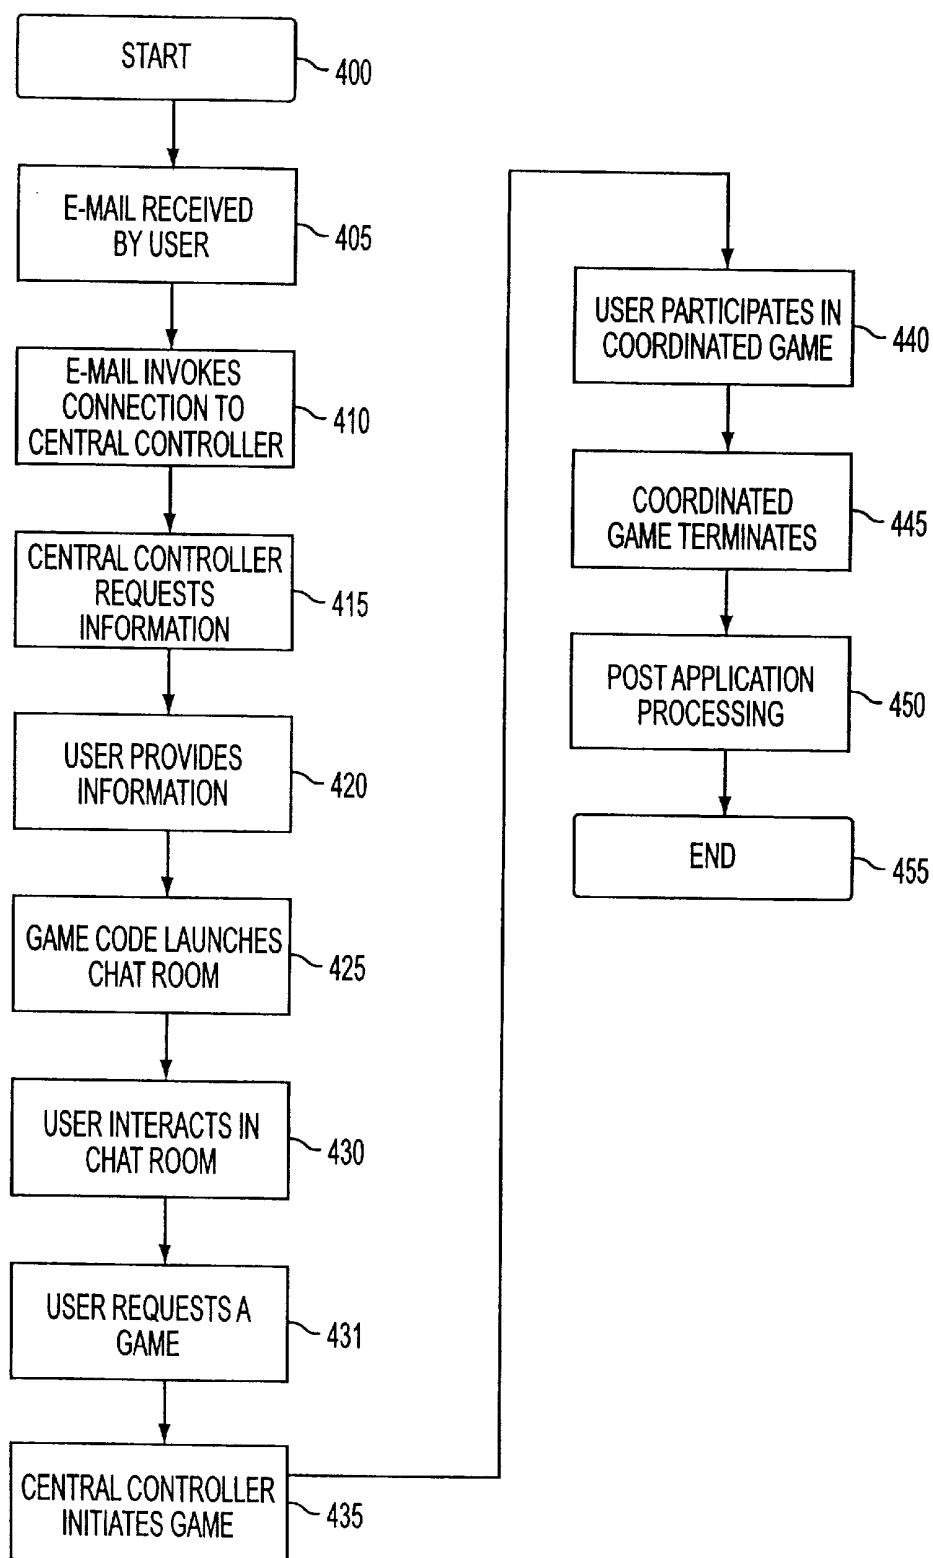 START
400
E-MAIL RECEIVED
BY USER
405
E-MAIL INVOKES
CONNECTION TO
CENTRAL CONTROLLER
410
CENTRAL CONTROLLER
REQUESTS
INFORMATION
415
USER PROVIDES
INFORMATION
420
GAME CODE LAUNCHES
CHAT ROOM
425
USER INTERACTS IN
CHAT ROOM
430
USER REQUESTS A
GAME
431
CENTRAL CONTROLLER
INITIATES GAME
435
USER PARTICIPATES IN
COORDINATED GAME
440
COORDINATED
GAME TERMINATES
445
POST APPLICATION
PROCESSING
450
END
455